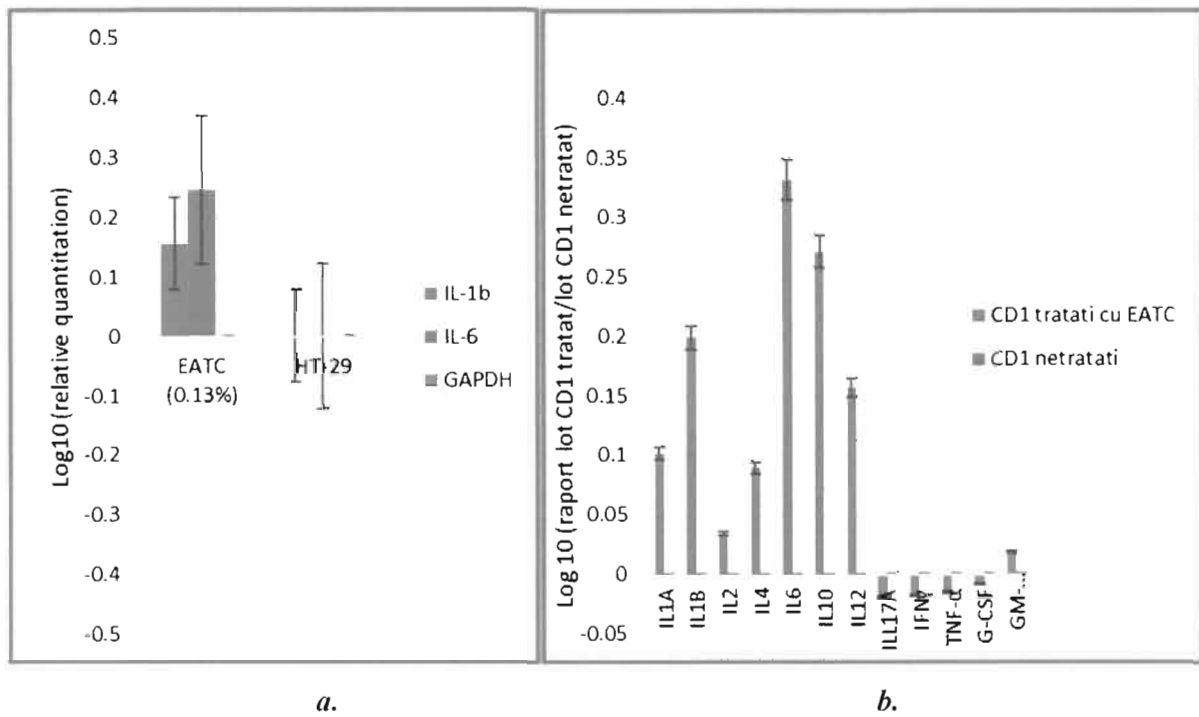 0.5
0.4
0.3
0.2
0.1
0
-0.1
-0.2
-0.3
-0.4
-0.5
Log10 (relative quantitation)
EATC
(0.13%)
HT-29
IL-1b
IL-6
GAPDH
a.
0.4
0.35
0.3
0.25
0.2
0.15
0.1
0.05
0
-0.05
Log 10 (raport lot CD1 tratat/lot CD1 netratat)
IL1A
IL1B
IL2
IL4
IL6
IL10
IL12
ILL17A
IFNγ
TNF-α
G-CSF
GM-...
CD1 tratati cu EATC
CD1 netratati
b.